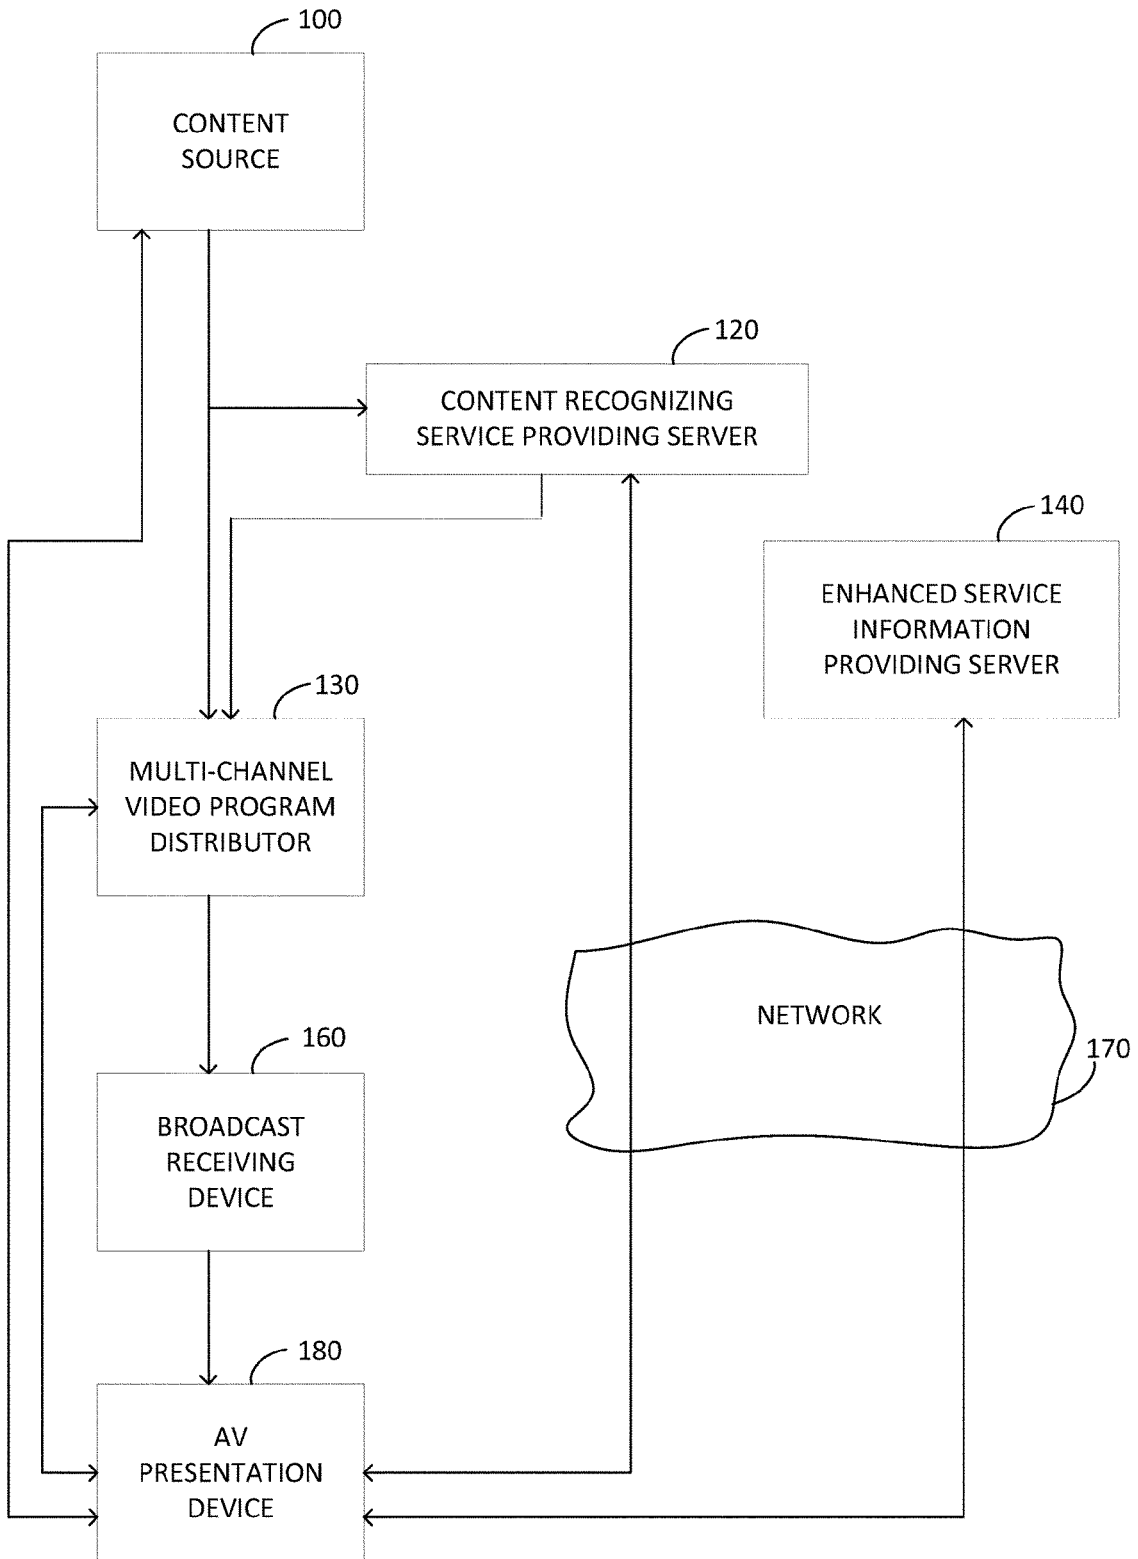 100
CONTENT
SOURCE
120
CONTENT RECOGNIZING
SERVICE PROVIDING SERVER
140
ENHANCED SERVICE
INFORMATION
PROVIDING SERVER
130
MULTI-CHANNEL
VIDEO PROGRAM
DISTRIBUTOR
NETWORK
170
160
BROADCAST
RECEIVING
DEVICE
180
AV
PRESENTATION
DEVICE